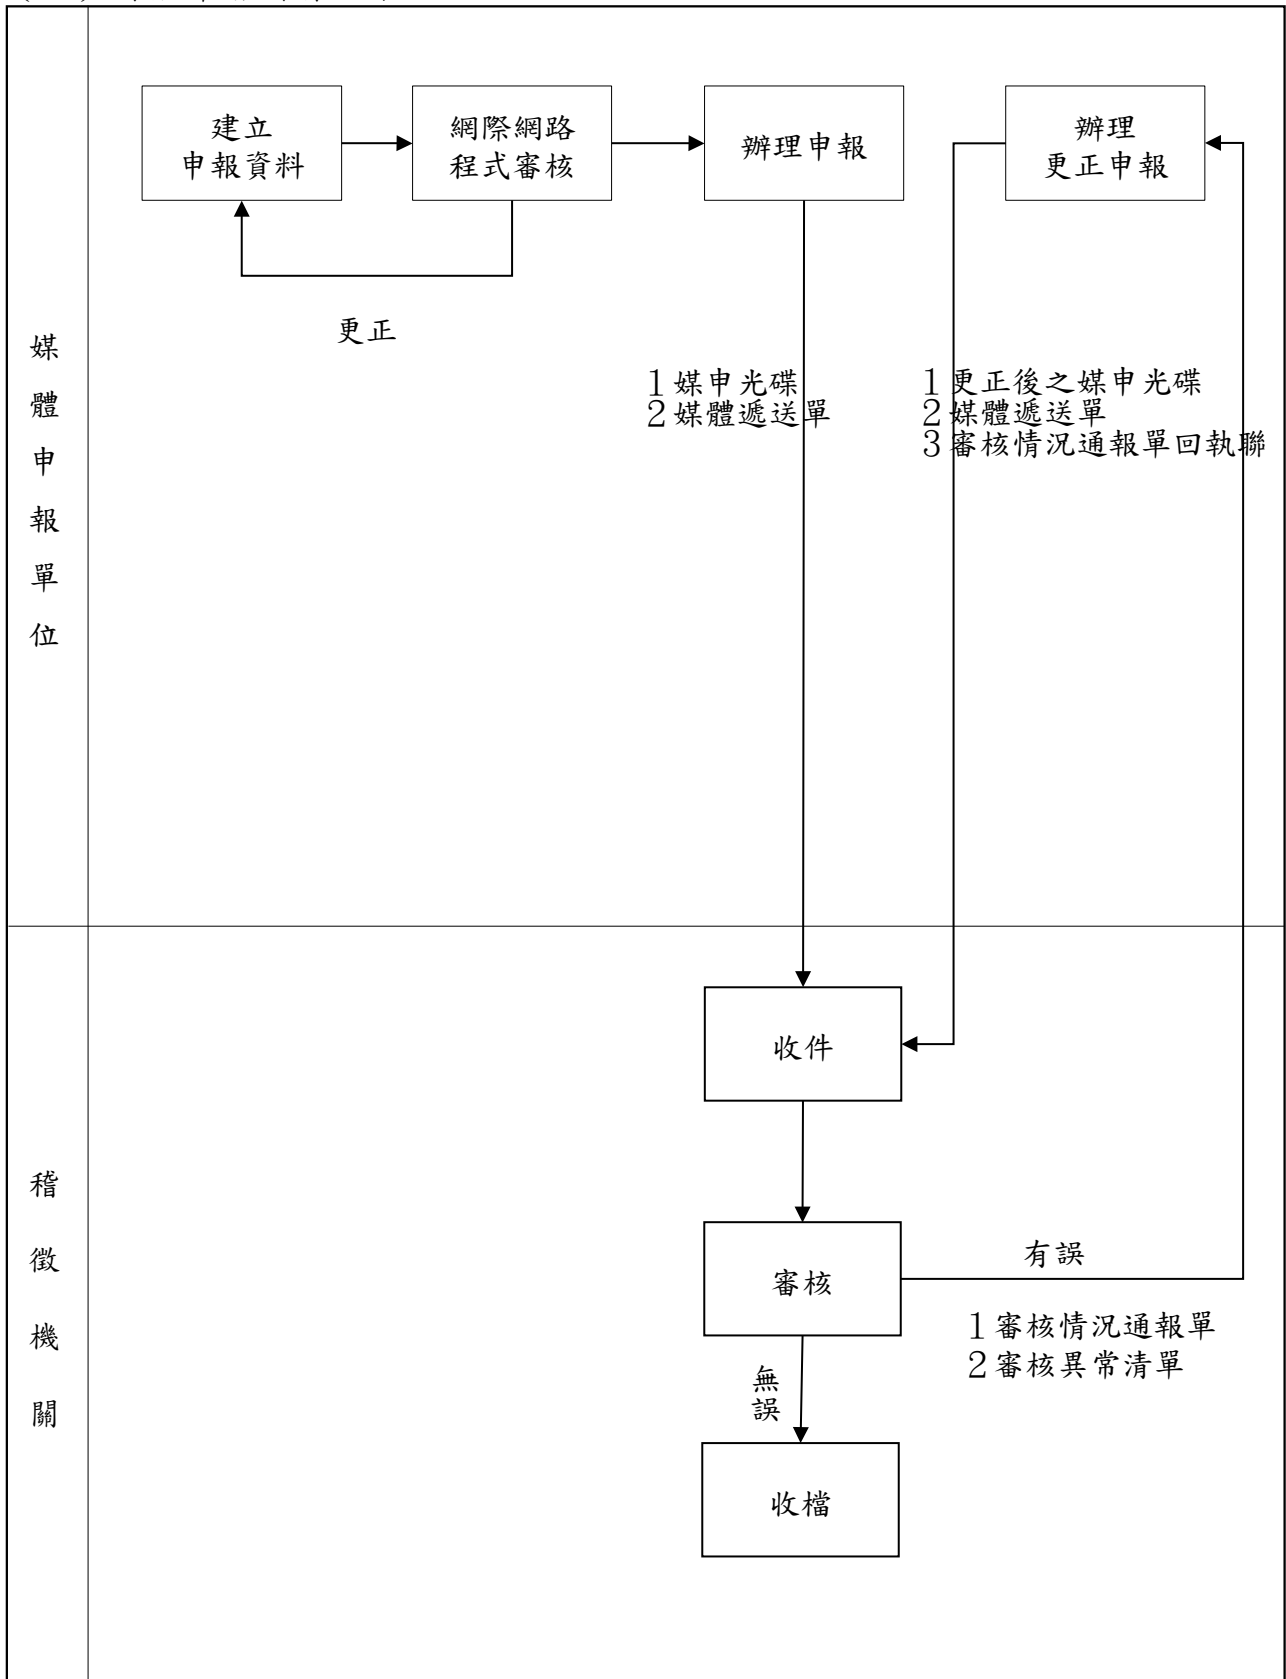 媒體申報單位
建立
申報資料
網際網路
程式審核
辦理申報
辦理
更正申報
更正
1媒申光碟
2媒體遞送單
1更正後之媒申光碟
2媒體遞送單
3審核情況通報單回執聯
稽徵機關
收件
審核
有誤
1審核情況通報單
2審核異常清單
無誤
收檔